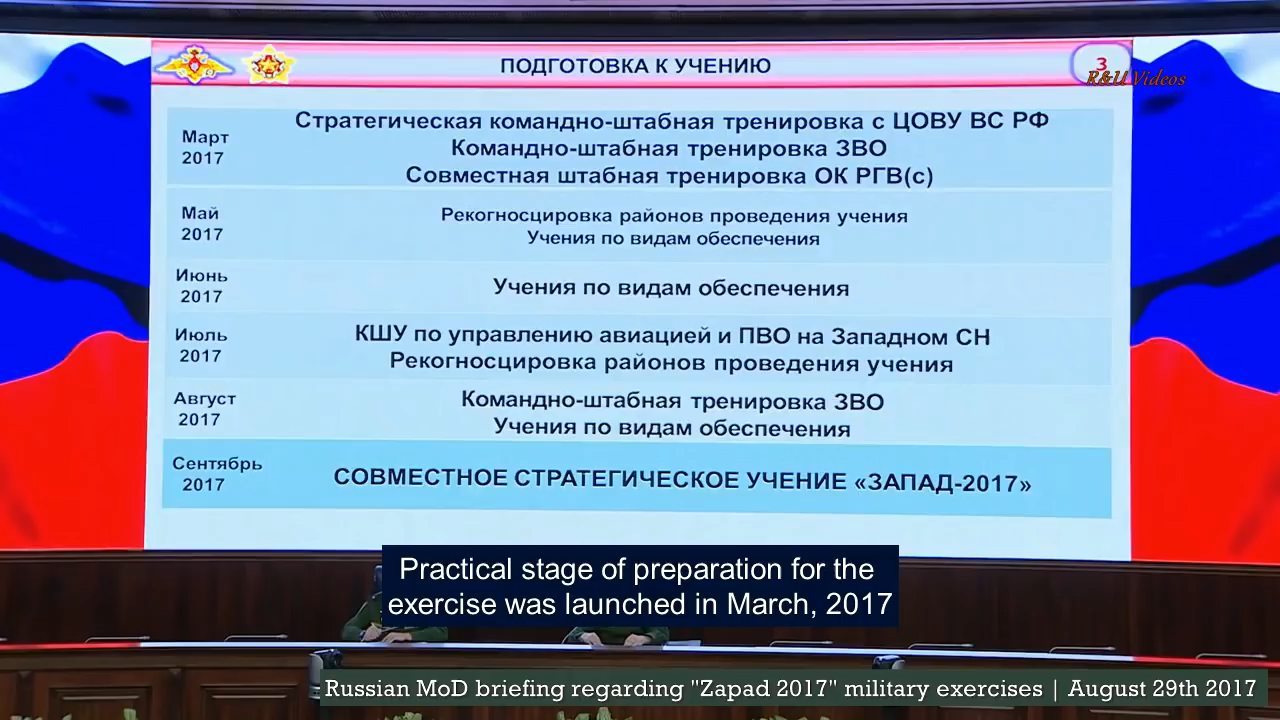 ПОДГОТОВКА К УЧЕНИЮ
3
R&U Videos
Март
2017
Стратегическая командно-штабная тренировка с ЦОВУ ВС РФ
Командно-штабная тренировка ЗВО
Совместная штабная тренировка ОК РГВ(с)
Май
2017
Рекогносцировка районов проведения учения
Учения по видам обеспечения
Июнь
2017
Учения по видам обеспечения
Июль
2017
КШУ по управлению авиацией и ПВО на Западном СН
Рекогносцировка районов проведения учения
Август
2017
Командно-штабная тренировка ЗВО
Учения по видам обеспечения
Сентябрь
2017
СОВМЕСТНОЕ СТРАТЕГИЧЕСКОЕ УЧЕНИЕ «ЗАПАД-2017»
Practical stage of preparation for the
exercise was launched in March, 2017
Russian MoD briefing regarding "Zapad 2017" military exercises | August 29th 2017